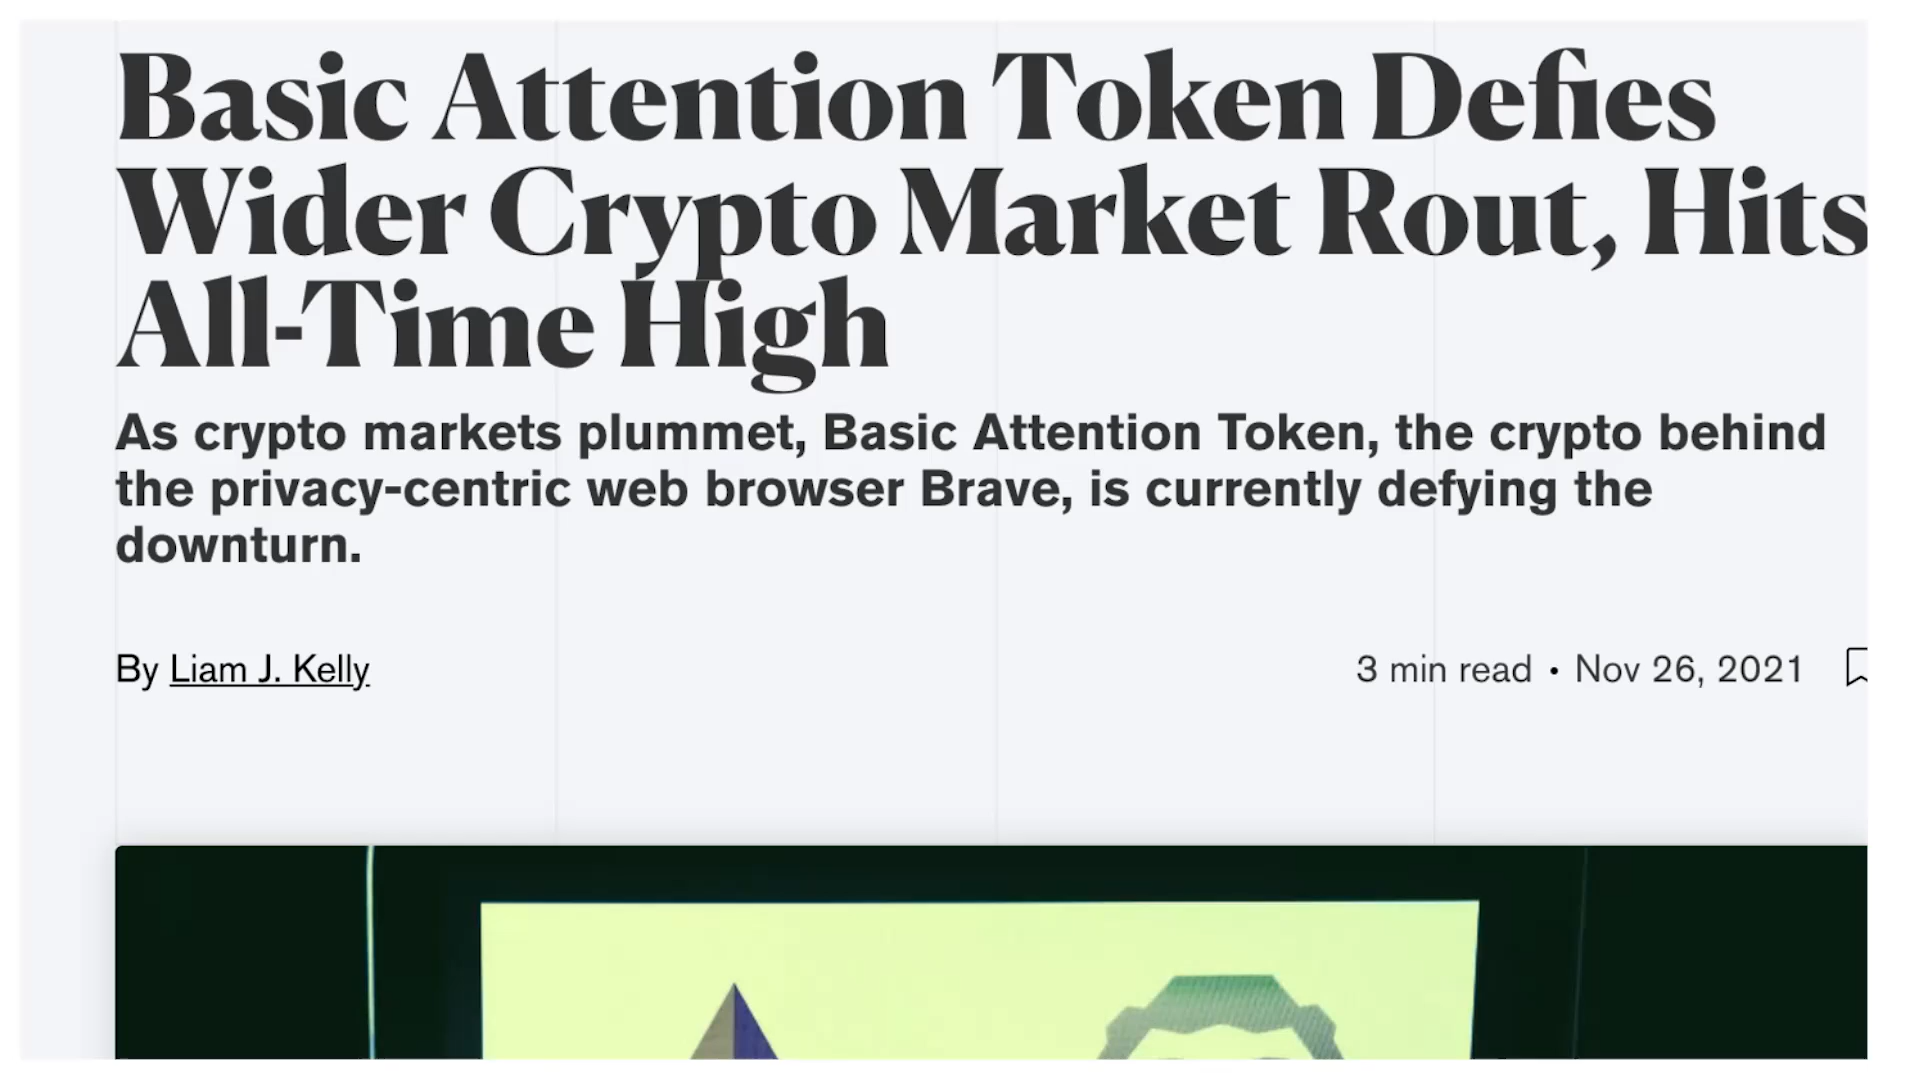 Basic Attention Token Defies
Wider Crypto Market Rout, Hits
All-Time High
As crypto markets plummet, Basic Attention Token, the crypto behind
the privacy-centric web browser Brave, is currently defying the
downturn.
By Liam J. Kelly
3 min read • Nov 26, 2021